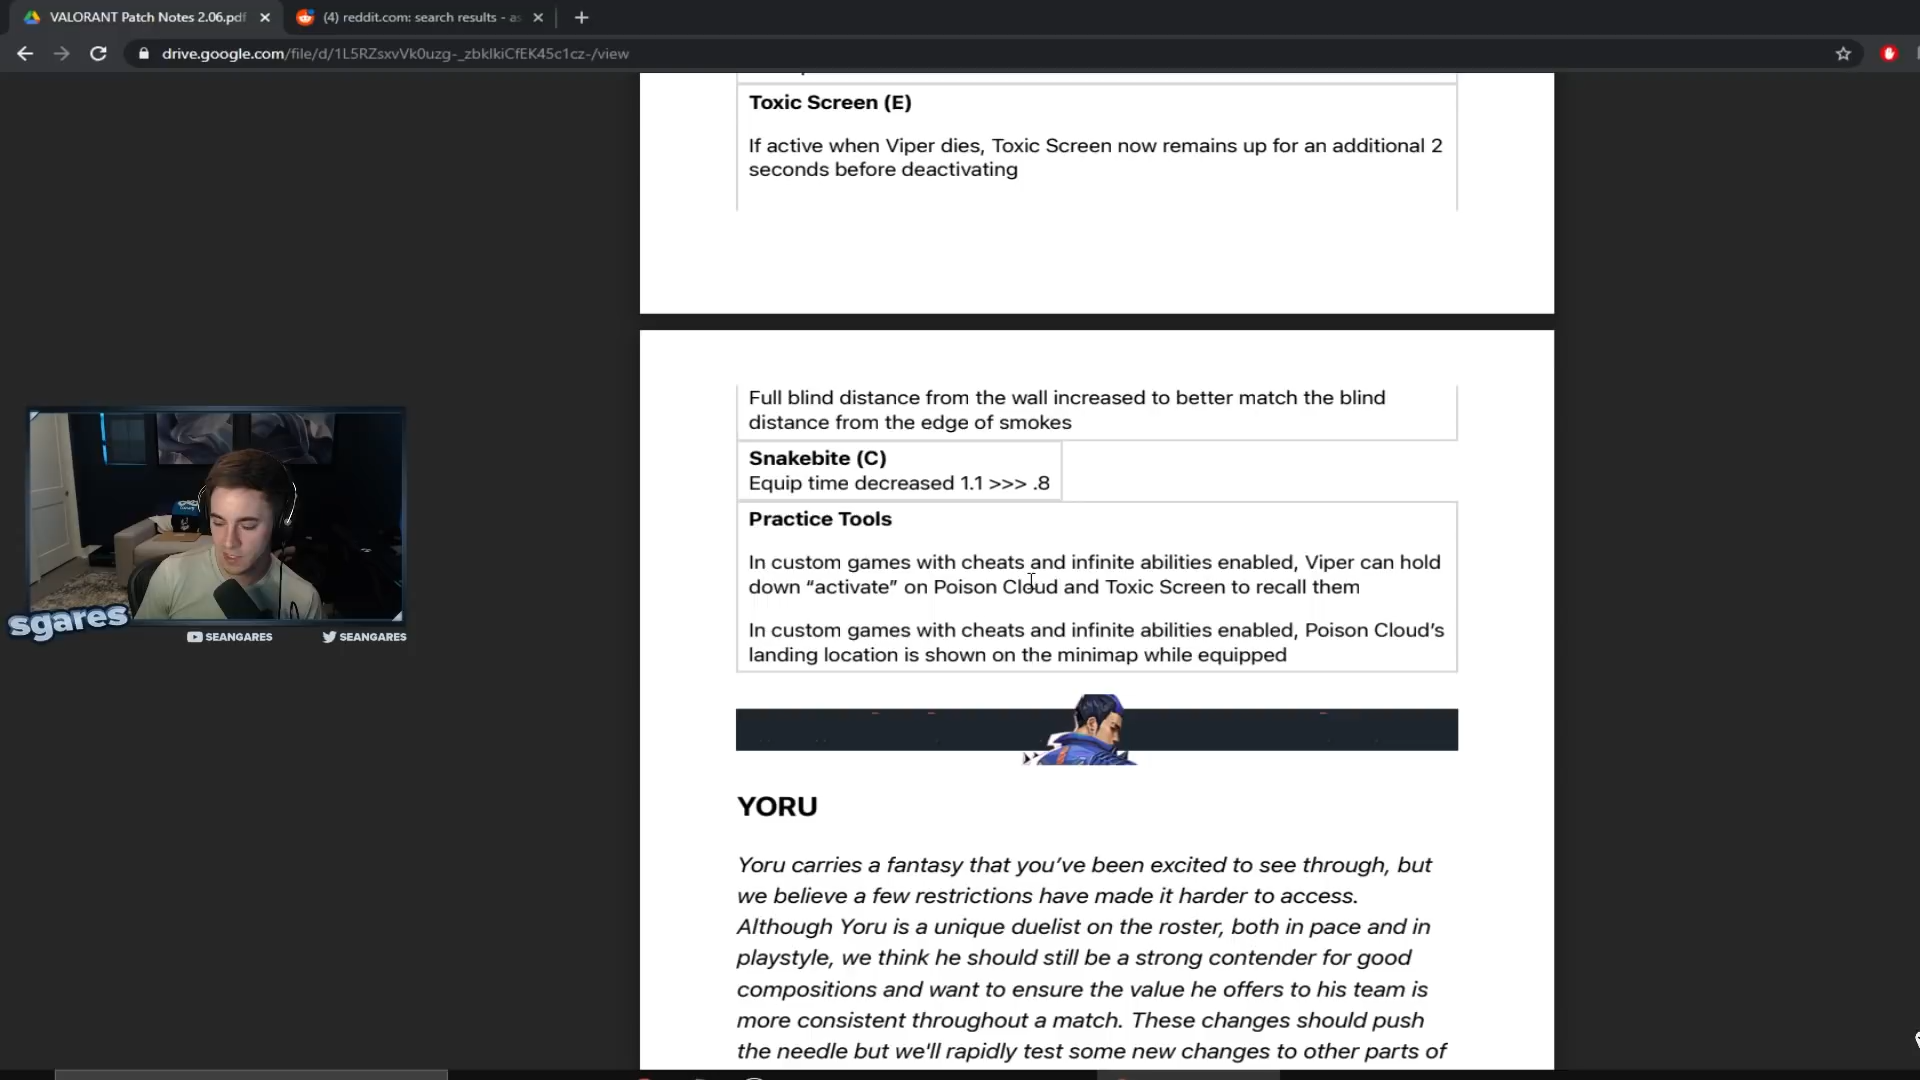 VALORANT Patch Notes 2.06.pdf
(4) reddit.com: search results - as
drive.google.com/file/d/1L5RZsxvVk0uzg-_zbklkiCfEK45c1cz-/view
Toxic Screen (E)
If active when Viper dies, Toxic Screen now remains up for an additional 2
seconds before deactivating
Full blind distance from the wall increased to better match the blind
distance from the edge of smokes
Snakebite (C)
Equip time decreased 1.1 >>> .8
Practice Tools
In custom games with cheats and infinite abilities enabled, Viper can hold
down “activate” on Poison Cloud and Toxic Screen to recall them
In custom games with cheats and infinite abilities enabled, Poison Cloud’s
landing location is shown on the minimap while equipped
sgares
SEANGARES
SEANGARES
YORU
Yoru carries a fantasy that you’ve been excited to see through, but
we believe a few restrictions have made it harder to access.
Although Yoru is a unique duelist on the roster, both in pace and in
playstyle, we think he should still be a strong contender for good
compositions and want to ensure the value he offers to his team is
more consistent throughout a match. These changes should push
the needle but we'll rapidly test some new changes to other parts of